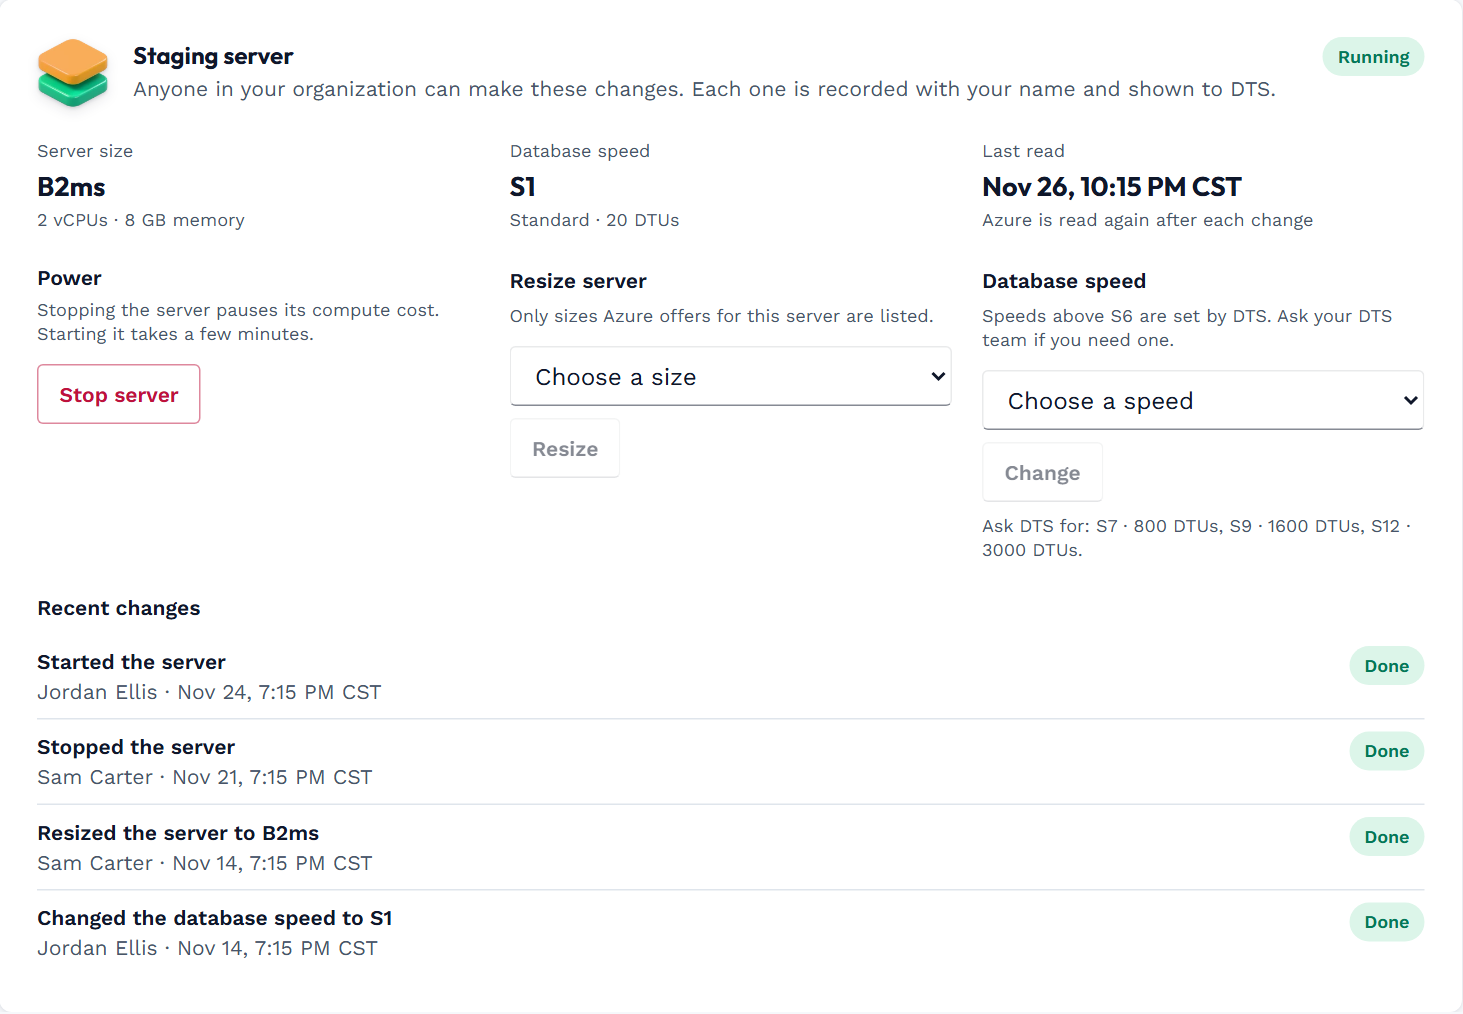 Staging server
Anyone in your organization can make these changes. Each one is recorded with your name and shown to DTS.
Running
Server size
B2ms
2 vCPUs · 8 GB memory
Database speed
S1
Standard · 20 DTUs
Last read
Nov 26, 10:15 PM CST
Azure is read again after each change
Power
Stopping the server pauses its compute cost.
Starting it takes a few minutes.
Stop server
Resize server
Only sizes Azure offers for this server are listed.
Choose a size
Resize
Database speed
Speeds above S6 are set by DTS. Ask your DTS
team if you need one.
Choose a speed
Change
Ask DTS for: S7 · 800 DTUs, S9 · 1600 DTUs, S12 ·
3000 DTUs.
Recent changes
Started the server
Jordan Ellis · Nov 24, 7:15 PM CST
Done
Stopped the server
Sam Carter · Nov 21, 7:15 PM CST
Done
Resized the server to B2ms
Sam Carter · Nov 14, 7:15 PM CST
Done
Changed the database speed to S1
Jordan Ellis · Nov 14, 7:15 PM CST
Done